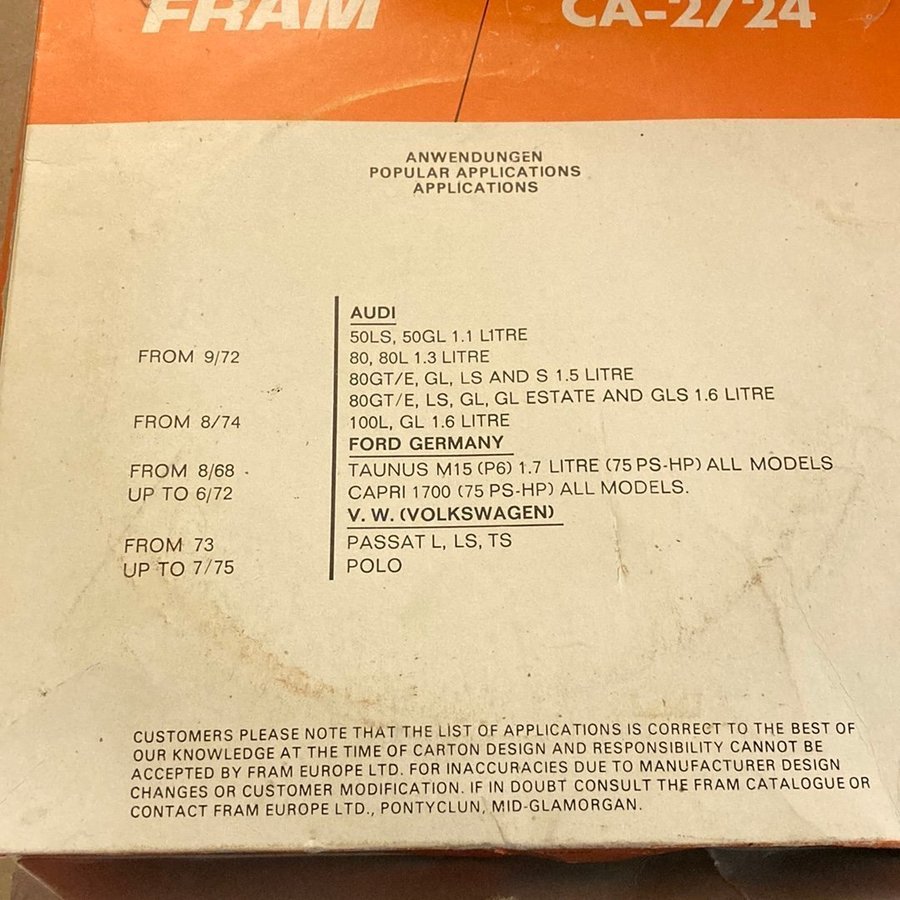 FRAM CA-2724
ANWENDUNGEN
POPULAR APPLICATIONS
APPLICATIONS
AUDI
50LS, 50GL 1.1 LITRE
FROM 9/72 80, 80L 1.3 LITRE
80GT/E, GL, LS AND S 1.5 LITRE
80GT/E, LS, GL, GL ESTATE AND GLS 1.6 LITRE
FROM 8/74 100L, GL 1.6 LITRE
FORD GERMANY
FROM 8/68 TAUNUS M15 (P6) 1.7 LITRE (75 PS-HP) ALL MODELS
UP TO 6/72 CAPRI 1700 (75 PS-HP) ALL MODELS.
V. W. (VOLKSWAGEN)
FROM 73 PASSAT L, LS, TS
UP TO 7/75 POLO
CUSTOMERS PLEASE NOTE THAT THE LIST OF APPLICATIONS IS CORRECT TO THE BEST OF
OUR KNOWLEDGE AT THE TIME OF CARTON DESIGN AND RESPONSIBILITY CANNOT BE
ACCEPTED BY FRAM EUROPE LTD. FOR INACCURACIES DUE TO MANUFACTURER DESIGN
CHANGES OR CUSTOMER MODIFICATION. IF IN DOUBT CONSULT THE FRAM CATALOGUE OR
CONTACT FRAM EUROPE LTD., PONTYCLUN, MID-GLAMORGAN.